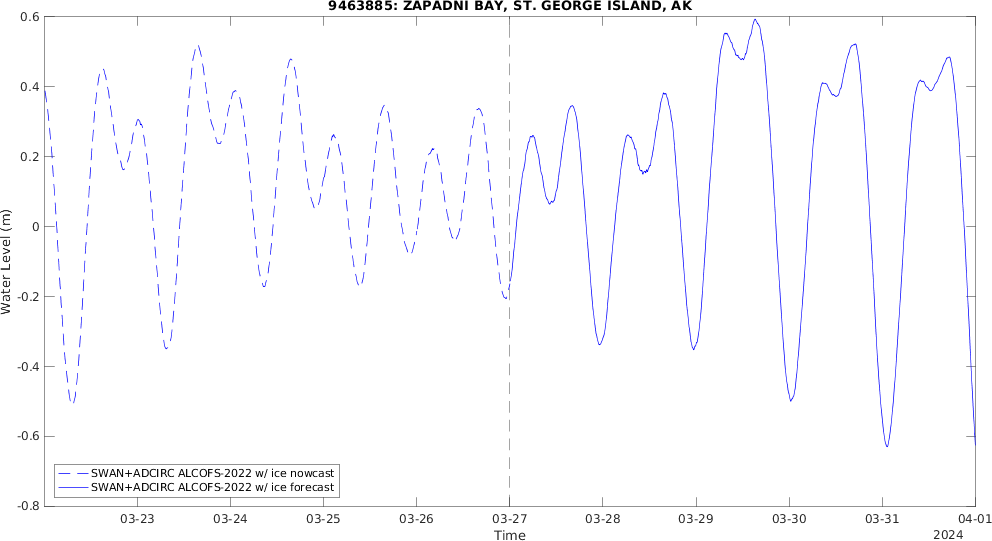 9463885: ZAPADNI BAY, ST. GEORGE ISLAND, AK
0.6
0.4
0.2
0
-0.2
-0.4
-0.6
-0.8
Water Level (m)
SWAN+ADCIRC ALCOFS-2022 w/ ice nowcast
SWAN+ADCIRC ALCOFS-2022 w/ ice forecast
03-23 03-24 03-25 03-26 03-27 03-28 03-29 03-30 03-31 04-01
Time
2024